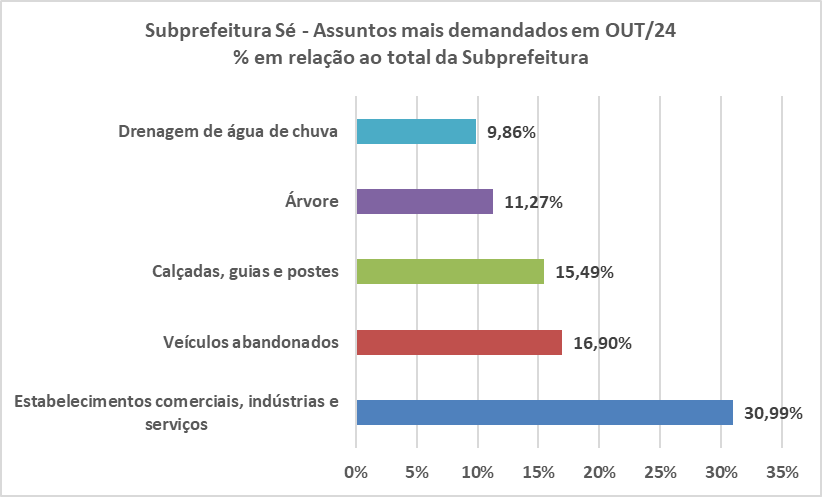 Subprefeitura Sé - Assuntos mais demandados em OUT/24
% em relação ao total da Subprefeitura
Drenagem de água de chuva
9,86%
Árvore
11,27%
Calçadas, guias e postes
15,49%
Veículos abandonados
16,90%
Estabelecimentos comerciais, indústrias e
serviços
30,99%
0% 5% 10% 15% 20% 25% 30% 35%